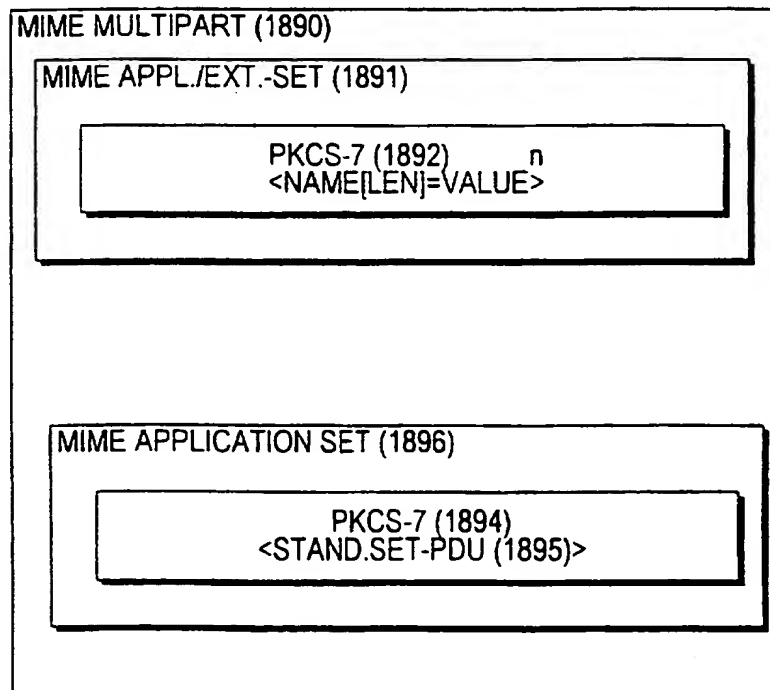 MIME MULTIPART (1890)
MIME APPL./EXT.-SET (1891)
PKCS-7 (1892) n
<NAME[LEN]=VALUE>
MIME APPLICATION SET (1896)
PKCS-7 (1894)
<STAND.SET-PDU (1895)>